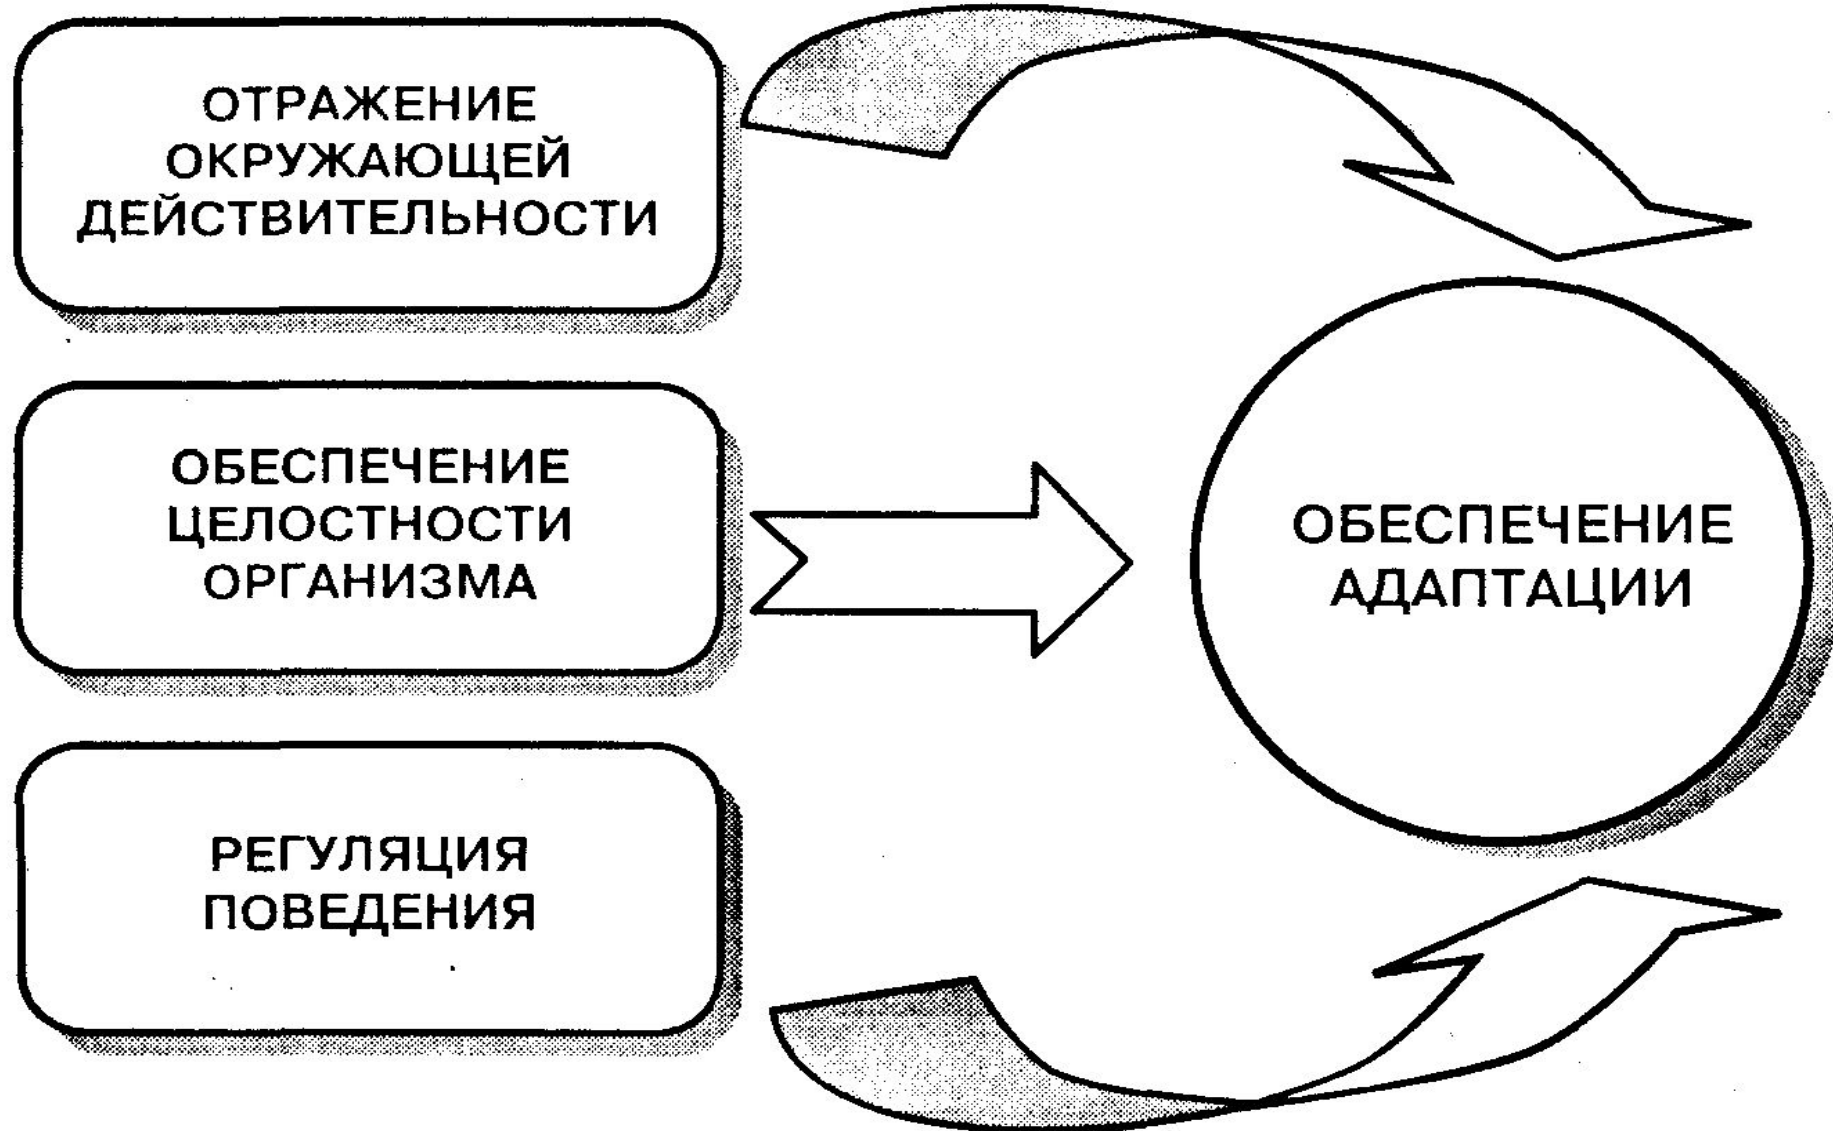 ОТРАЖЕНИЕ
ОКРУЖАЮЩЕЙ
ДЕЙСТВИТЕЛЬНОСТИ
ОБЕСПЕЧЕНИЕ
ЦЕЛОСТНОСТИ
ОРГАНИЗМА
РЕГУЛЯЦИЯ
ПОВЕДЕНИЯ
ОБЕСПЕЧЕНИЕ
АДАПТАЦИИ